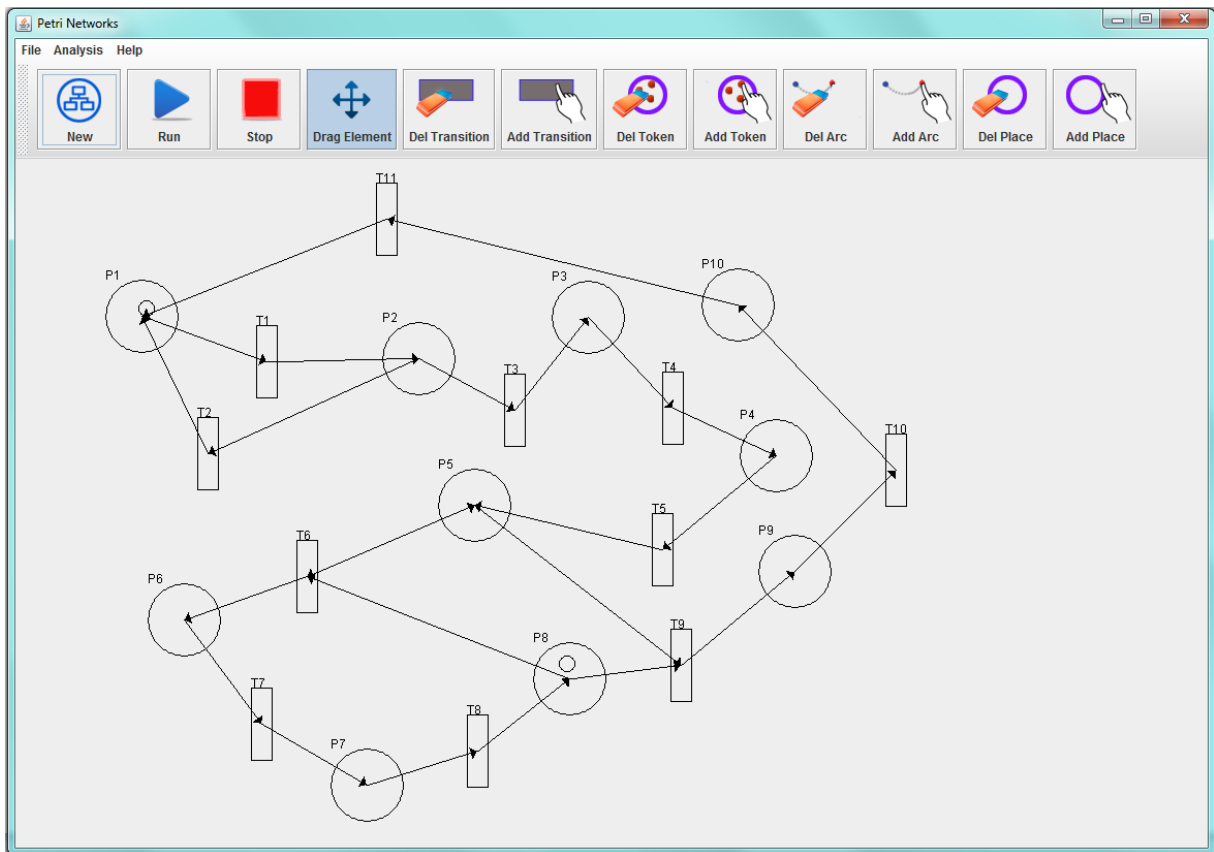 Petri Networks
File Analysis Help
New Run Stop Drag Element Del Transition Add Transition Del Token Add Token Del Arc Add Arc Del Place Add Place
T11
P10
P1
P3
T1
P2
T3
T4
T2
P4
T10
P5
T5
T6
P9
P6
T9
P8
T7
T8
P7